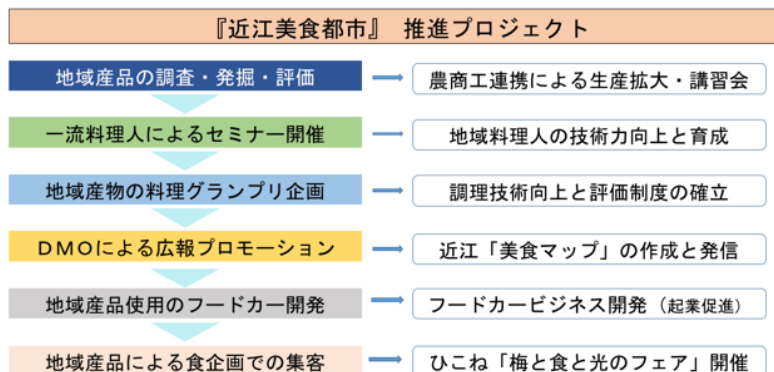 『近江美食都市』 推進プロジェクト
地域産品の調査・発掘・評価
農商工連携による生産拡大・講習会
一流料理人によるセミナー開催
地域料理人の技術力向上と育成
地域産物の料理グランプリ企画
調理技術向上と評価制度の確立
DMOによる広報プロモーション
近江「美食マップ」の作成と発信
地域産品使用のフードカー開発
フードカービジネス開発（起業促進）
地域産品による食企画での集客
ひこね「梅と食と光のフェア」開催